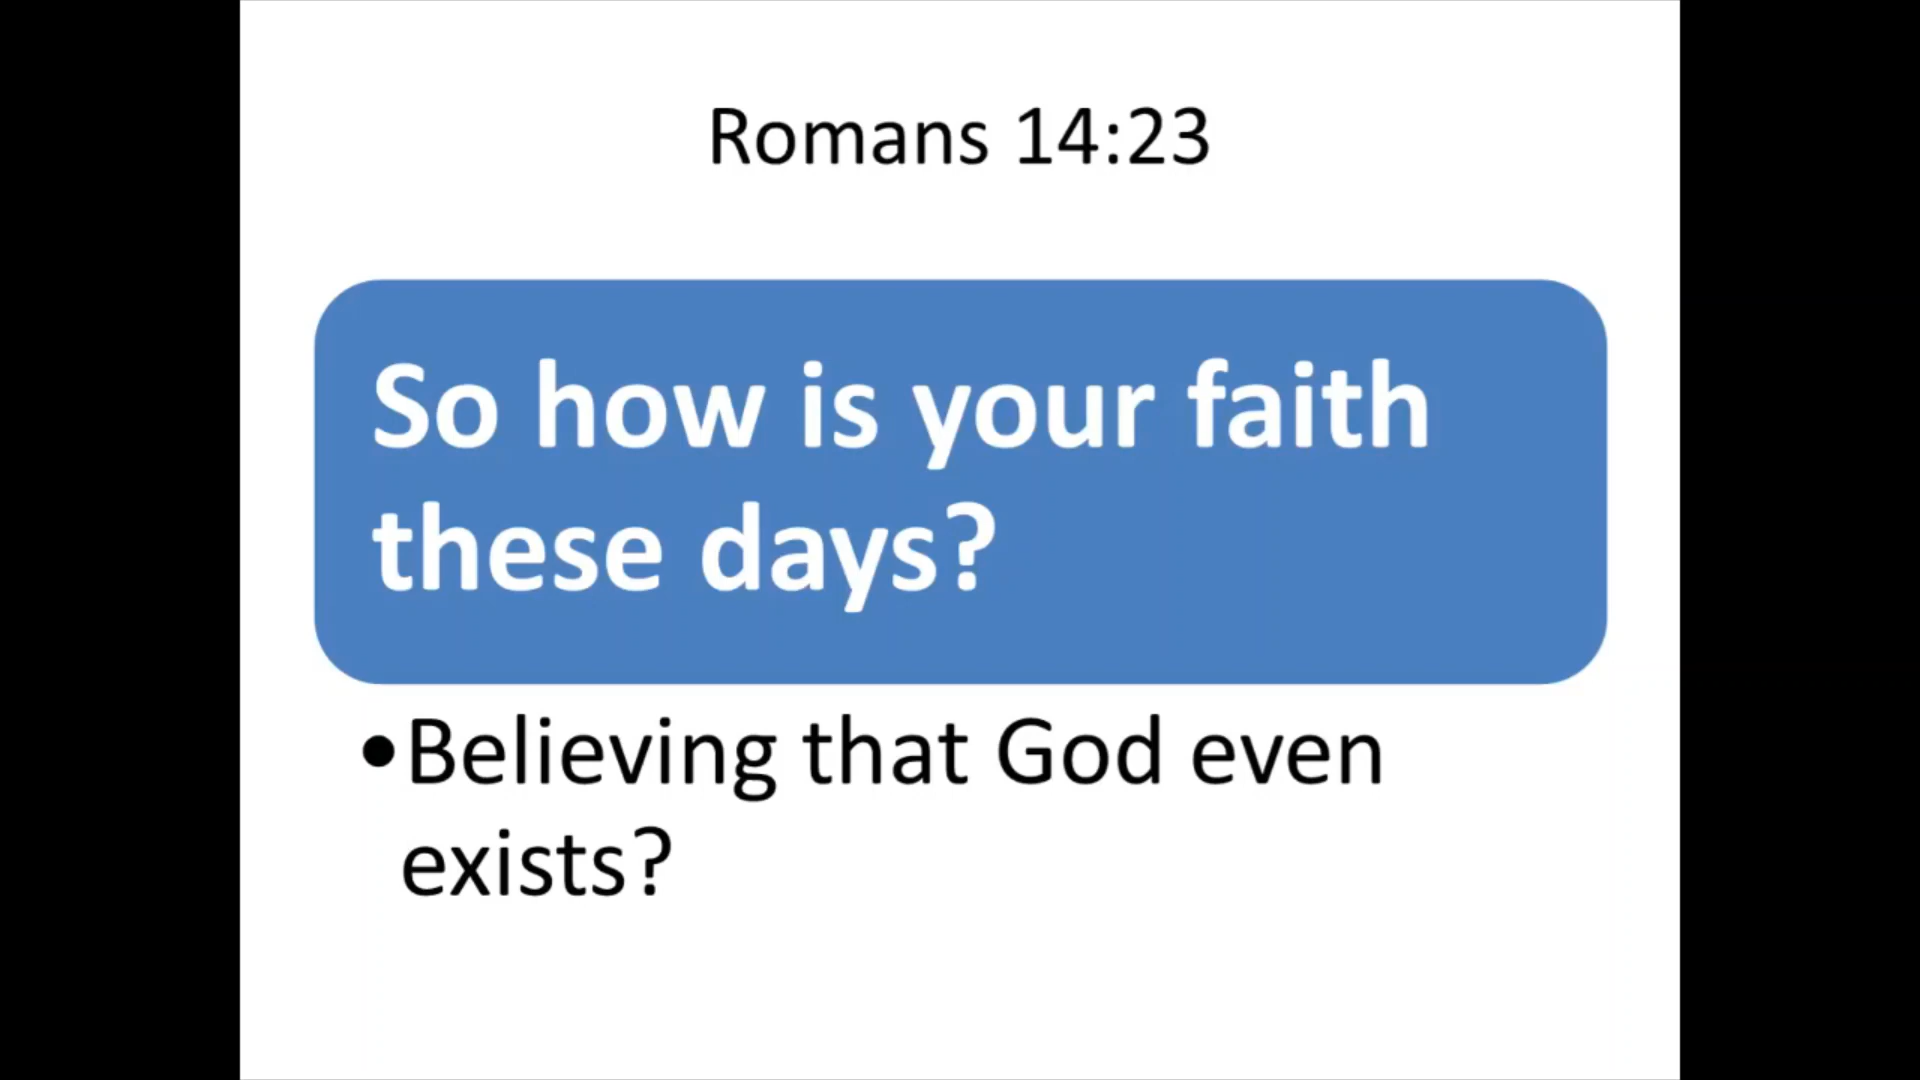 Romans 14:23
So how is your faith
these days?
•Believing that God even
exists?